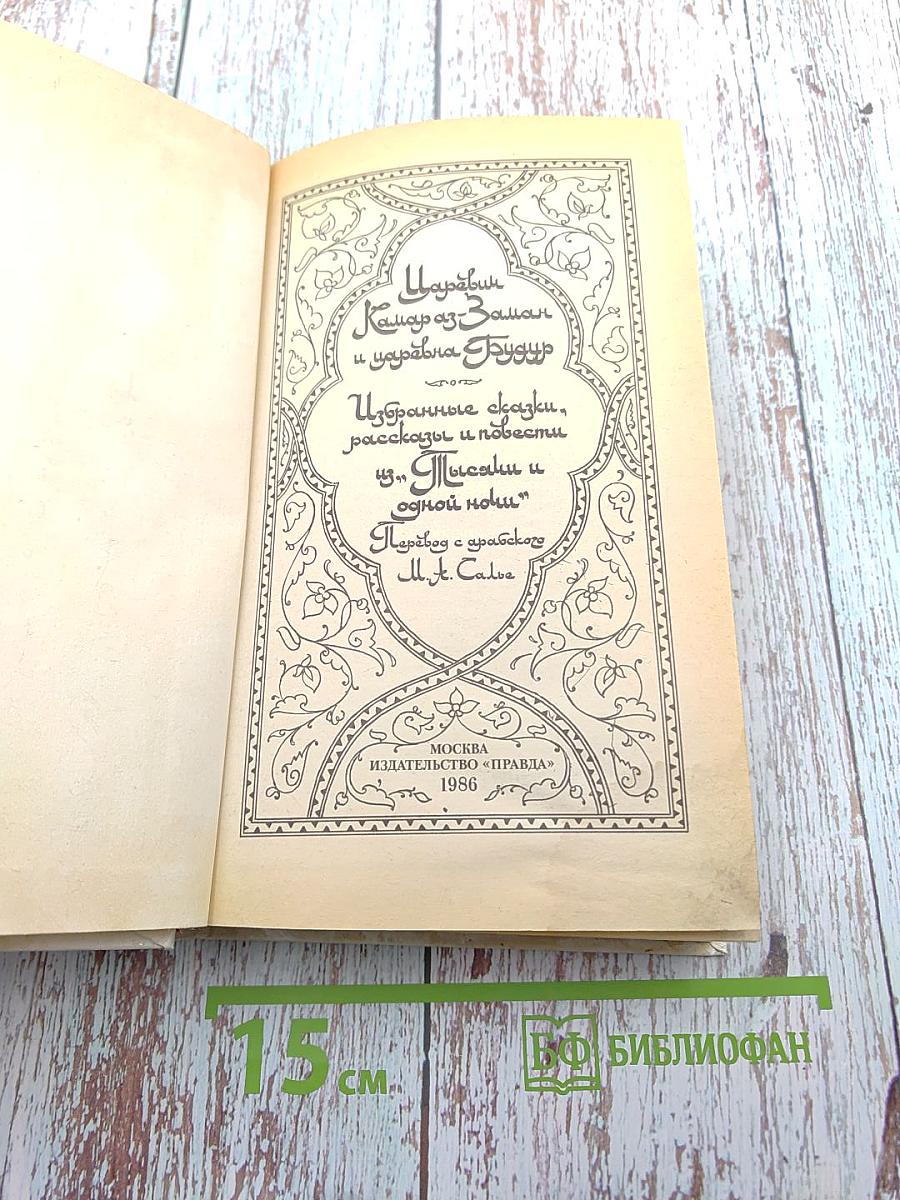 Царевич
Камар аз-Заман
и царевна Будур
Избранные сказки,
рассказы и повести
из „Тысячи и
одной ночи“
Перевод с арабского
М. А. Салье
МОСКВА
ИЗДАТЕЛЬСТВО «ПРАВДА»
1986
15 см
БФ БИБЛИОФАН